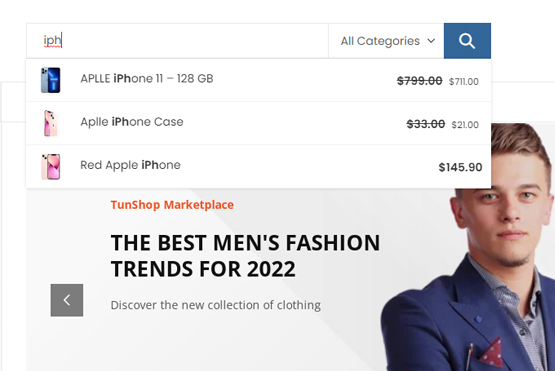 iph
All Categories
APLLE iPhone 11 – 128 GB $799.00 $711.00
Aplle iPhone Case $33.00 $21.00
Red Apple iPhone $145.90
TunShop Marketplace
THE BEST MEN'S FASHION
TRENDS FOR 2022
Discover the new collection of clothing